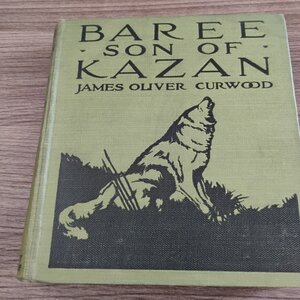 BAREE
· SON OF ·
KAZAN
JAMES OLIVER CURWOOD